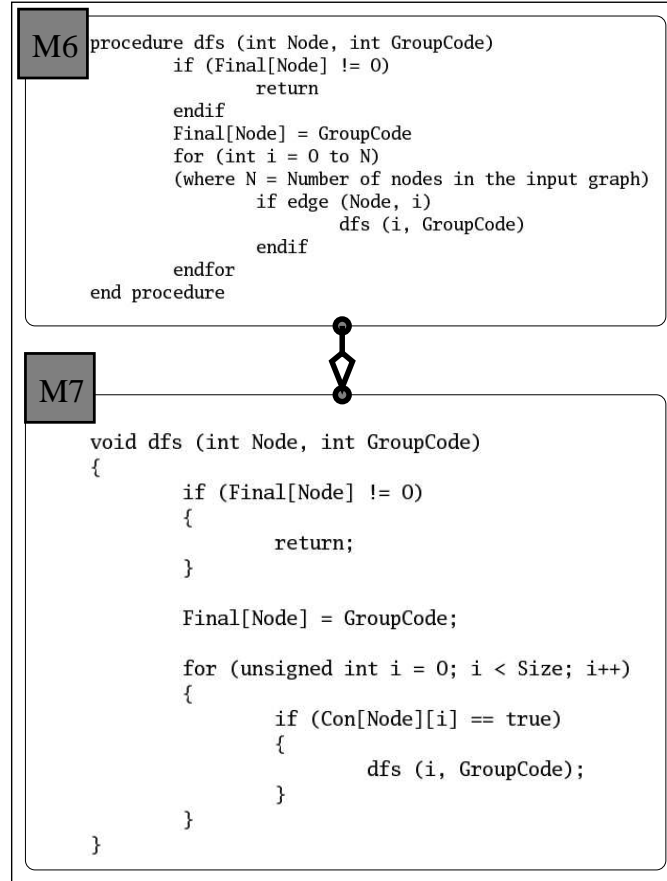 M6
procedure dfs (int Node, int GroupCode)
if (Final[Node] != 0)
return
endif
Final[Node] = GroupCode
for (int i = 0 to N)
(where N = Number of nodes in the input graph)
if edge (Node, i)
dfs (i, GroupCode)
endif
endfor
end procedure
M7
void dfs (int Node, int GroupCode)
{
if (Final[Node] != 0)
{
return;
}
Final[Node] = GroupCode;
for (unsigned int i = 0; i < Size; i++)
{
if (Con[Node][i] == true)
{
dfs (i, GroupCode);
}
}
}